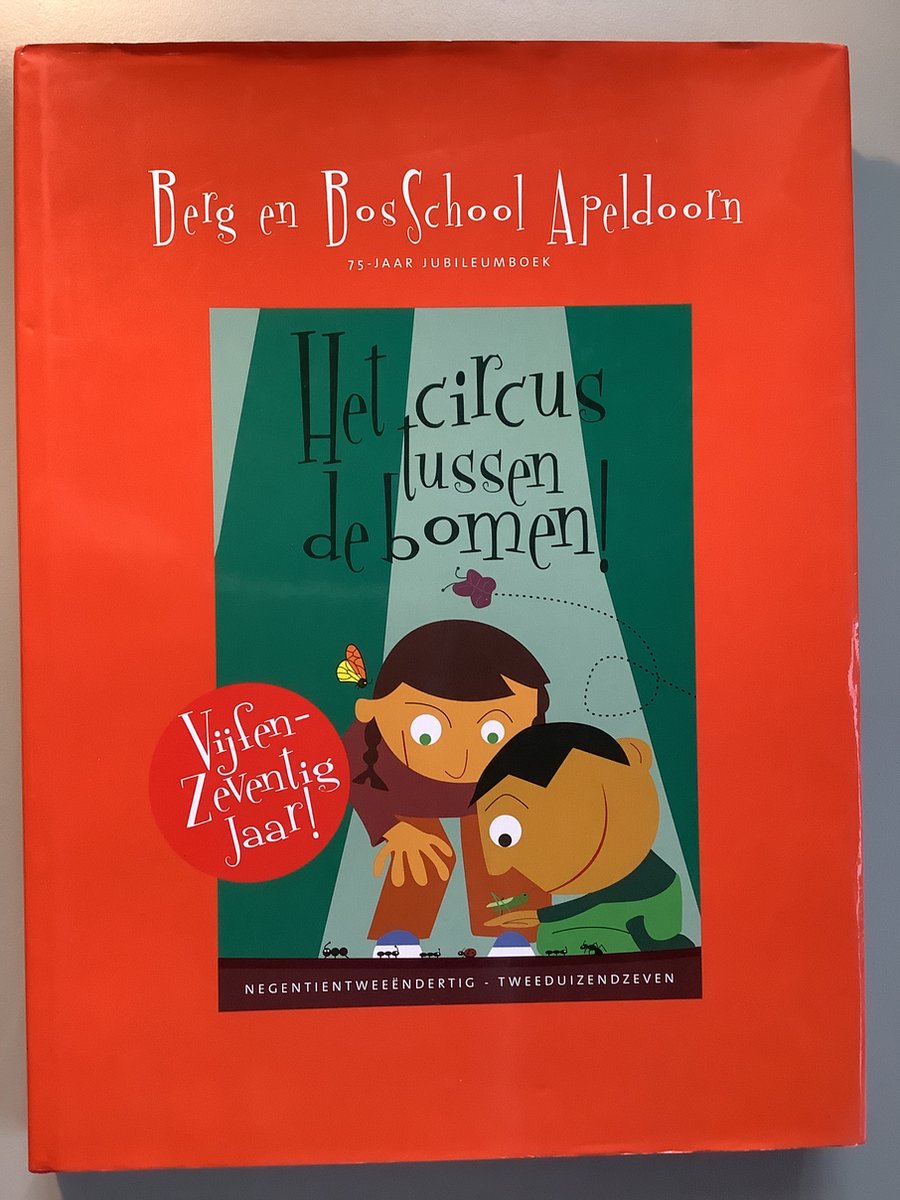 Berg en BosSchool Apeldoorn
75-JAAR JUBILEUMBOEK
Het circus
tussen
de bomen!
Vijfen-
Zeventig
Jaar!
NEGENTIENTWEEËNDERTIG - TWEEDUIZENDZEVEN